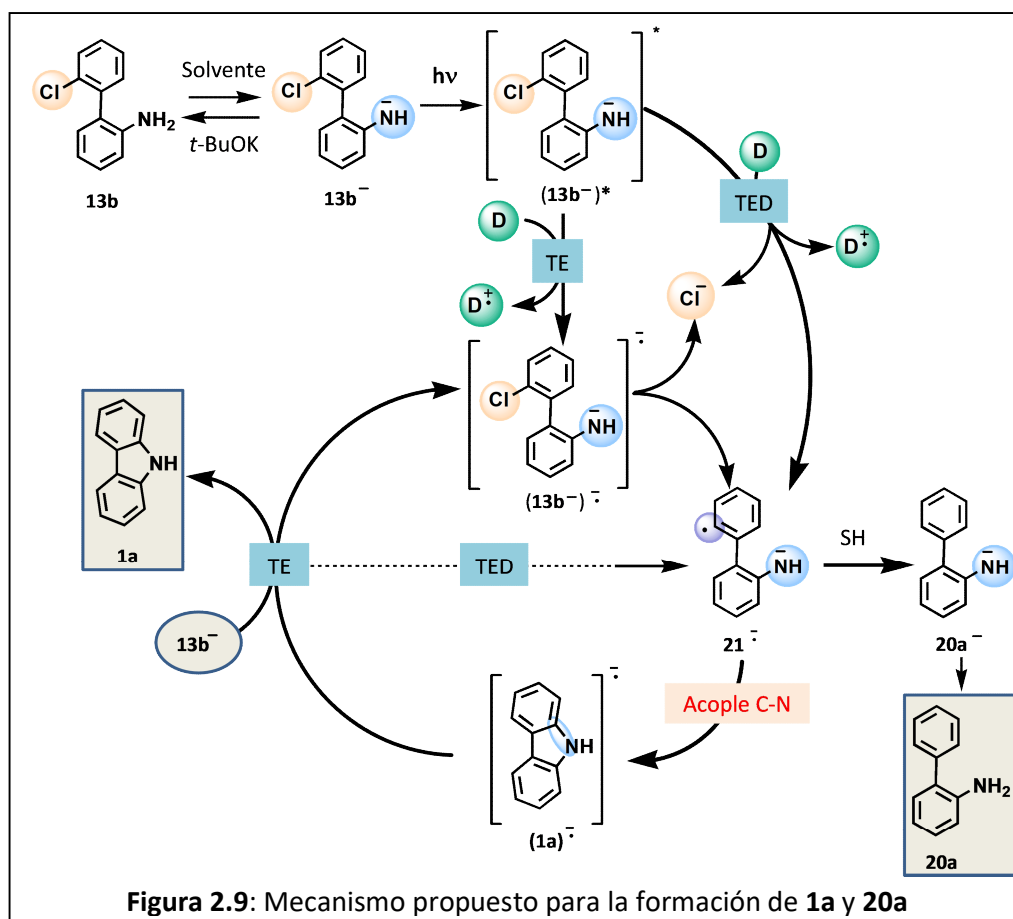 Cl
NH₂
13b
Solvente
t-BuOK
Cl
NH
−
13b⁻
hν
Cl
NH
−
*
(13b⁻)*
D
TED
D
TE
D•+
D•+
Cl⁻
Cl
NH
−
•−
(13b⁻)•−
NH
1a
TE
TED
•
NH
−
21•−
SH
NH
−
20a⁻
13b⁻
Acople C-N
NH
•−
(1a)•−
NH₂
20a
Figura 2.9: Mecanismo propuesto para la formación de 1a y 20a